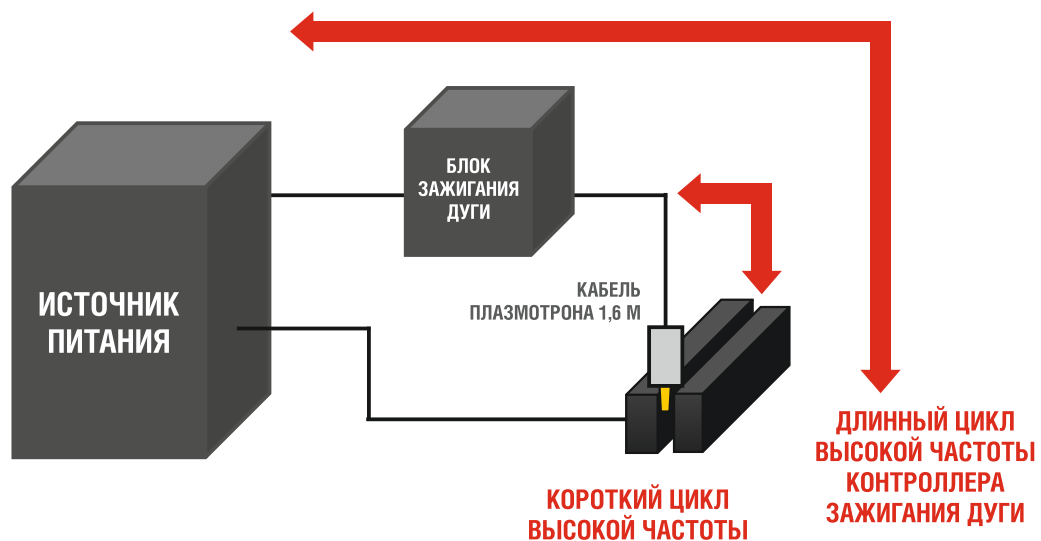 БЛОК
ЗАЖИГАНИЯ
ДУГИ
ИСТОЧНИК
ПИТАНИЯ
КАБЕЛЬ
ПЛАЗМОТРОНА 1,6 М
ДЛИННЫЙ ЦИКЛ
ВЫСОКОЙ ЧАСТОТЫ
КОНТРОЛЛЕРА
ЗАЖИГАНИЯ ДУГИ
КОРОТКИЙ ЦИКЛ
ВЫСОКОЙ ЧАСТОТЫ